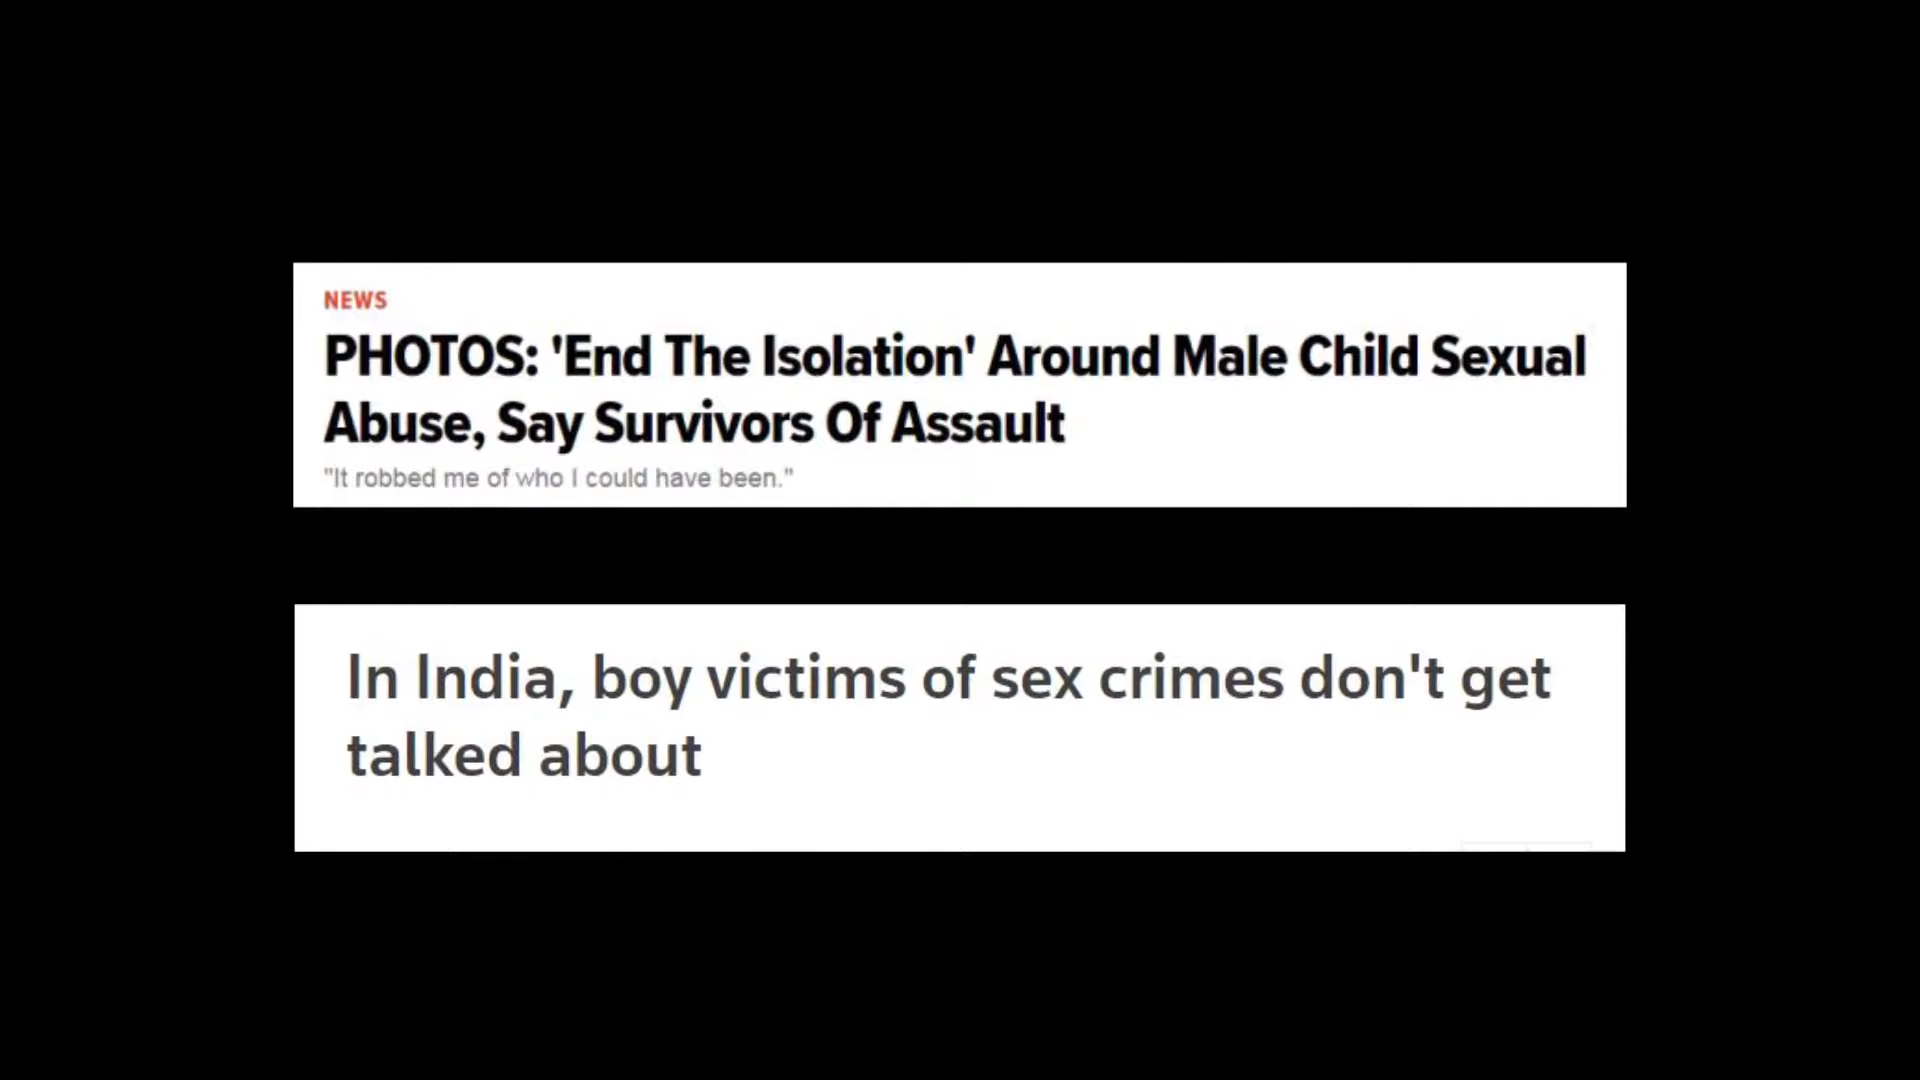 NEWS
PHOTOS: 'End The Isolation' Around Male Child Sexual
Abuse, Say Survivors Of Assault
"It robbed me of who I could have been."
In India, boy victims of sex crimes don't get
talked about